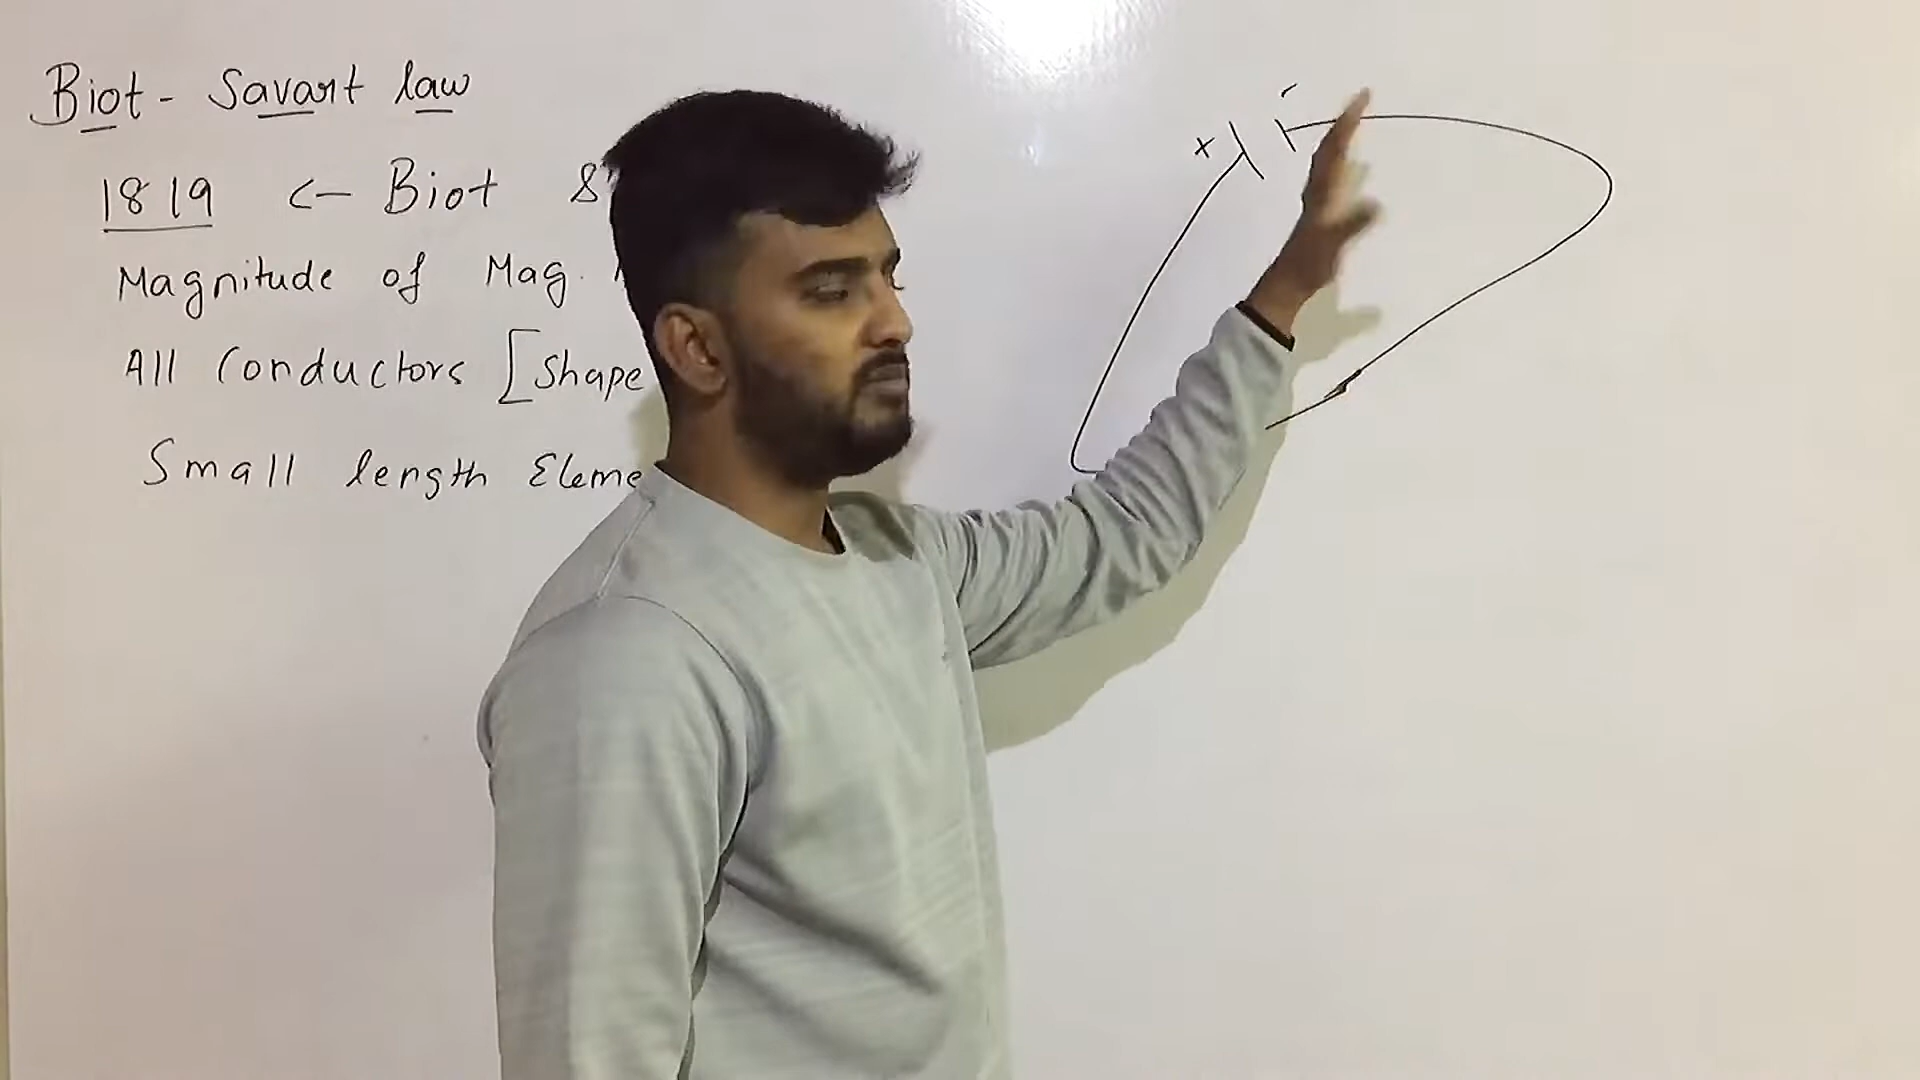 Biot - Savart law
1819 <- Biot &
Magnitude of Mag.
All Conductors [Shape
Small length Eleme
+ -